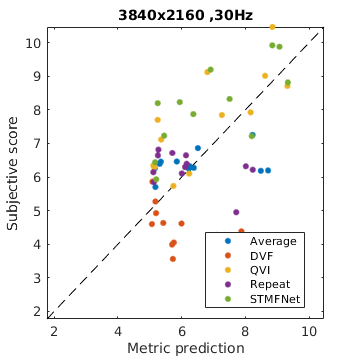 3840x2160 ,30Hz
Subjective score
10
9
8
7
6
5
4
3
2
Average
DVF
QVI
Repeat
STMFNet
2 4 6 8 10
Metric prediction